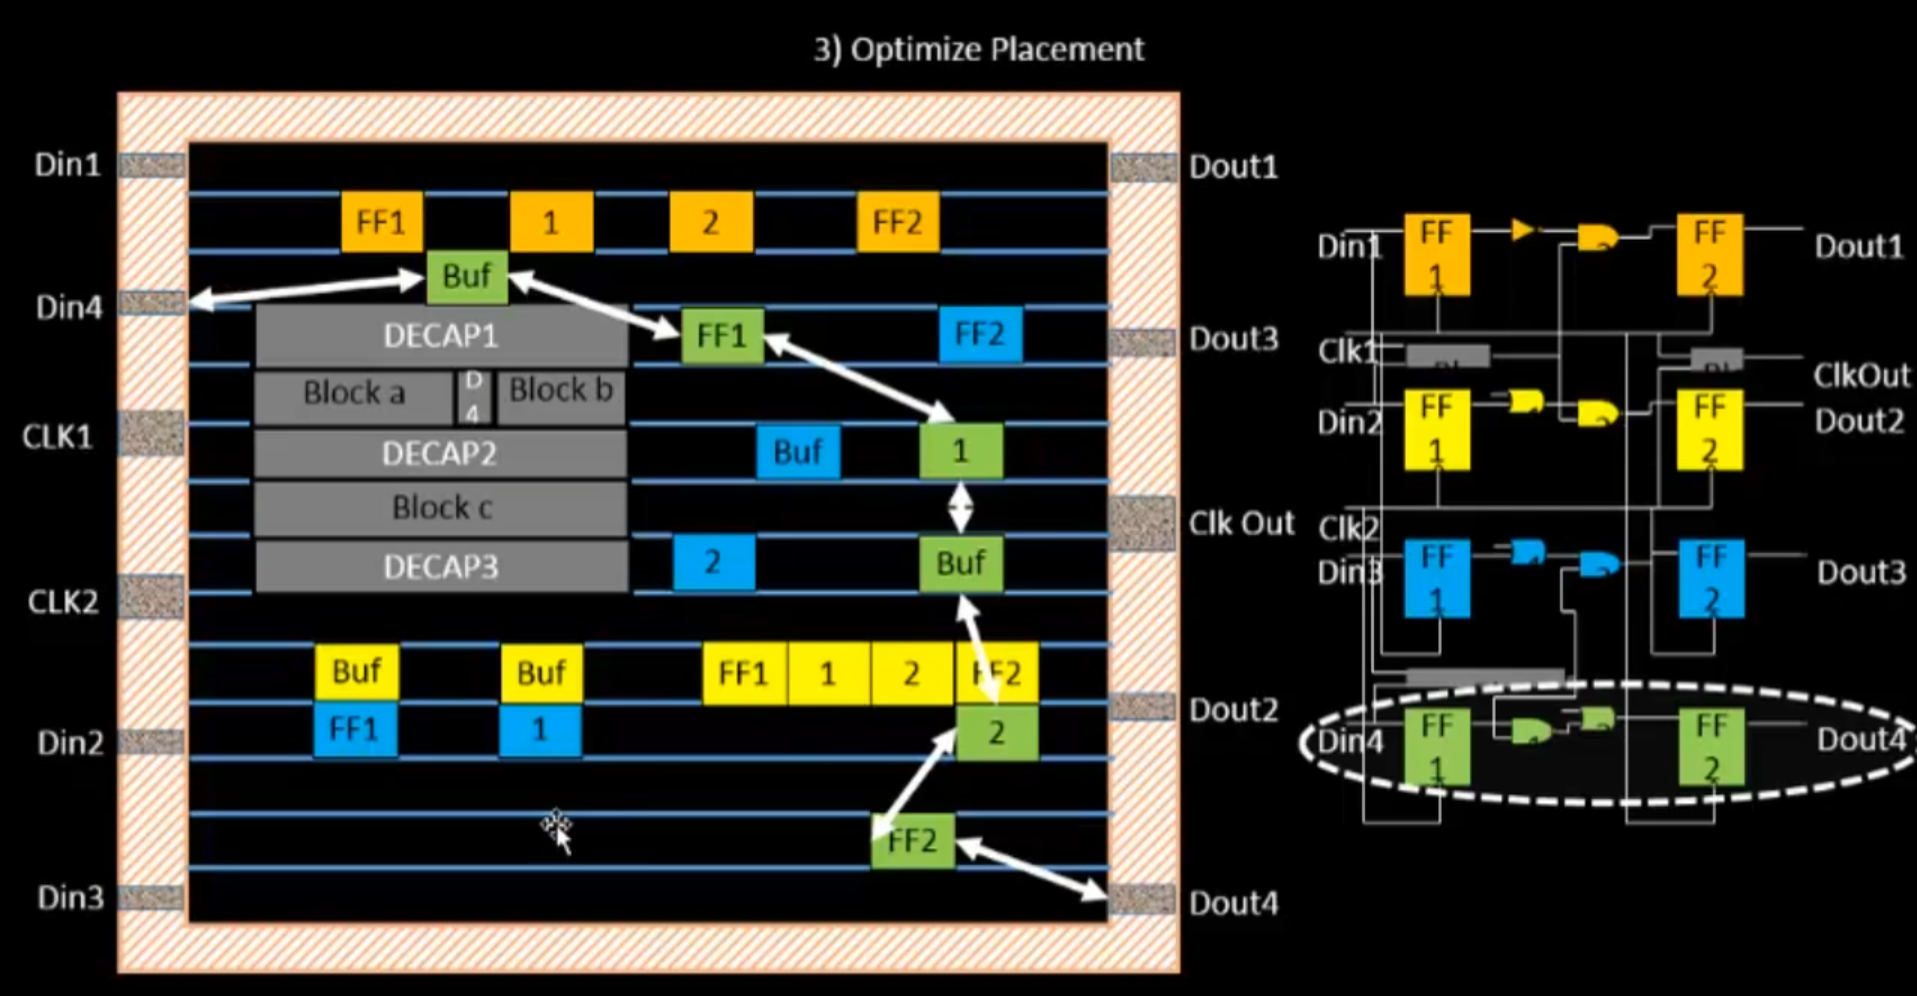 3) Optimize Placement
Din1
Dout1
FF1 1 2 FF2
Buf
Din4
DECAP1
FF1
FF2
Dout3
Block a
D
4
Block b
CLK1
DECAP2
Buf
1
Block c
Clk Out
DECAP3
2
Buf
CLK2
Buf
Buf
FF1 1 2 FF2
Dout2
FF1
1
2
Din2
FF2
Din3
Dout4
Din1
FF
1
FF
2
Dout1
Clk1
ClkOut
Din2
FF
1
FF
2
Dout2
Clk2
Din3
FF
1
FF
2
Dout3
Din4
FF
1
FF
2
Dout4